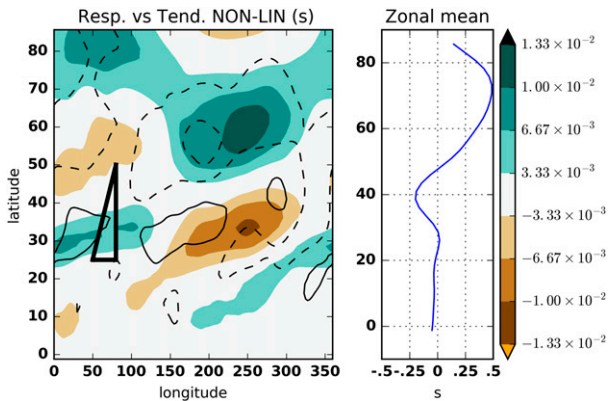 Resp. vs Tend. NON-LIN (s)
Zonal mean
latitude
80
70
60
50
40
30
20
10
0
0 50 100 150 200 250 300 350
longitude
80
60
40
20
0
-.5 -.25 0 .25 .5
s
1.33 × 10⁻²
1.00 × 10⁻²
6.67 × 10⁻³
3.33 × 10⁻³
-3.33 × 10⁻³
-6.67 × 10⁻³
-1.00 × 10⁻²
-1.33 × 10⁻²